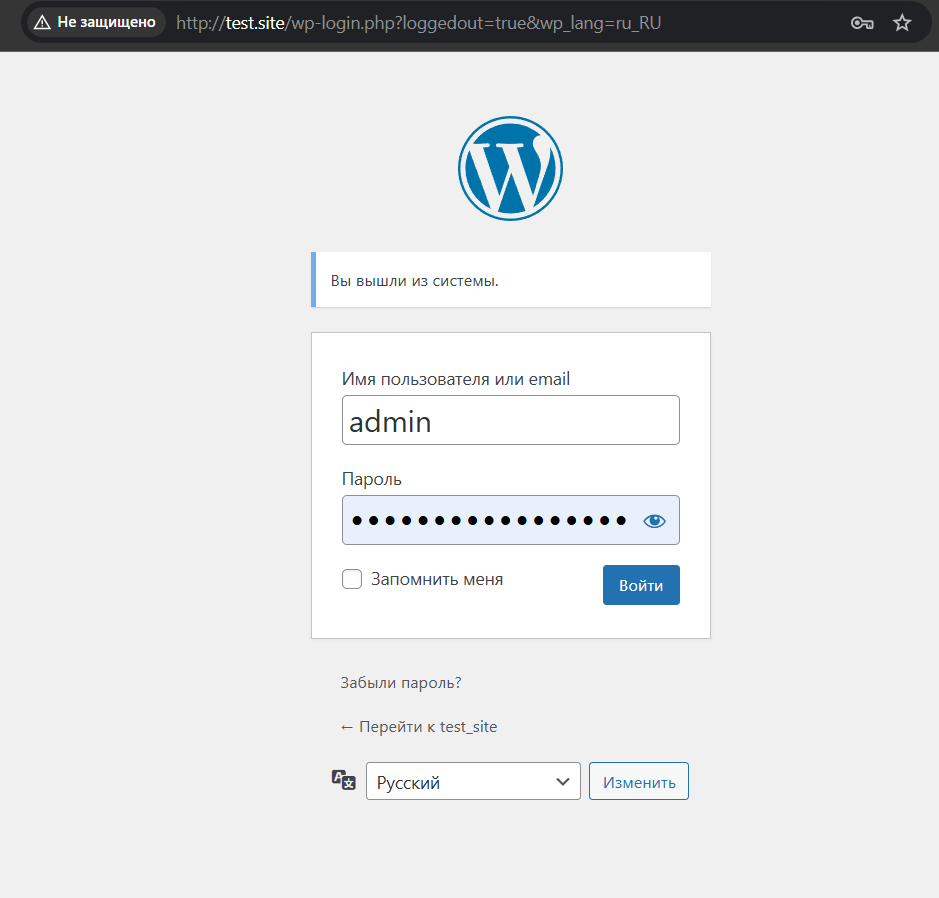 Не защищено http://test.site/wp-login.php?loggedout=true&wp_lang=ru_RU
Вы вышли из системы.
Имя пользователя или email
admin
Пароль
•••••••••••••••••
Запомнить меня
Войти
Забыли пароль?
← Перейти к test_site
Русский
Изменить